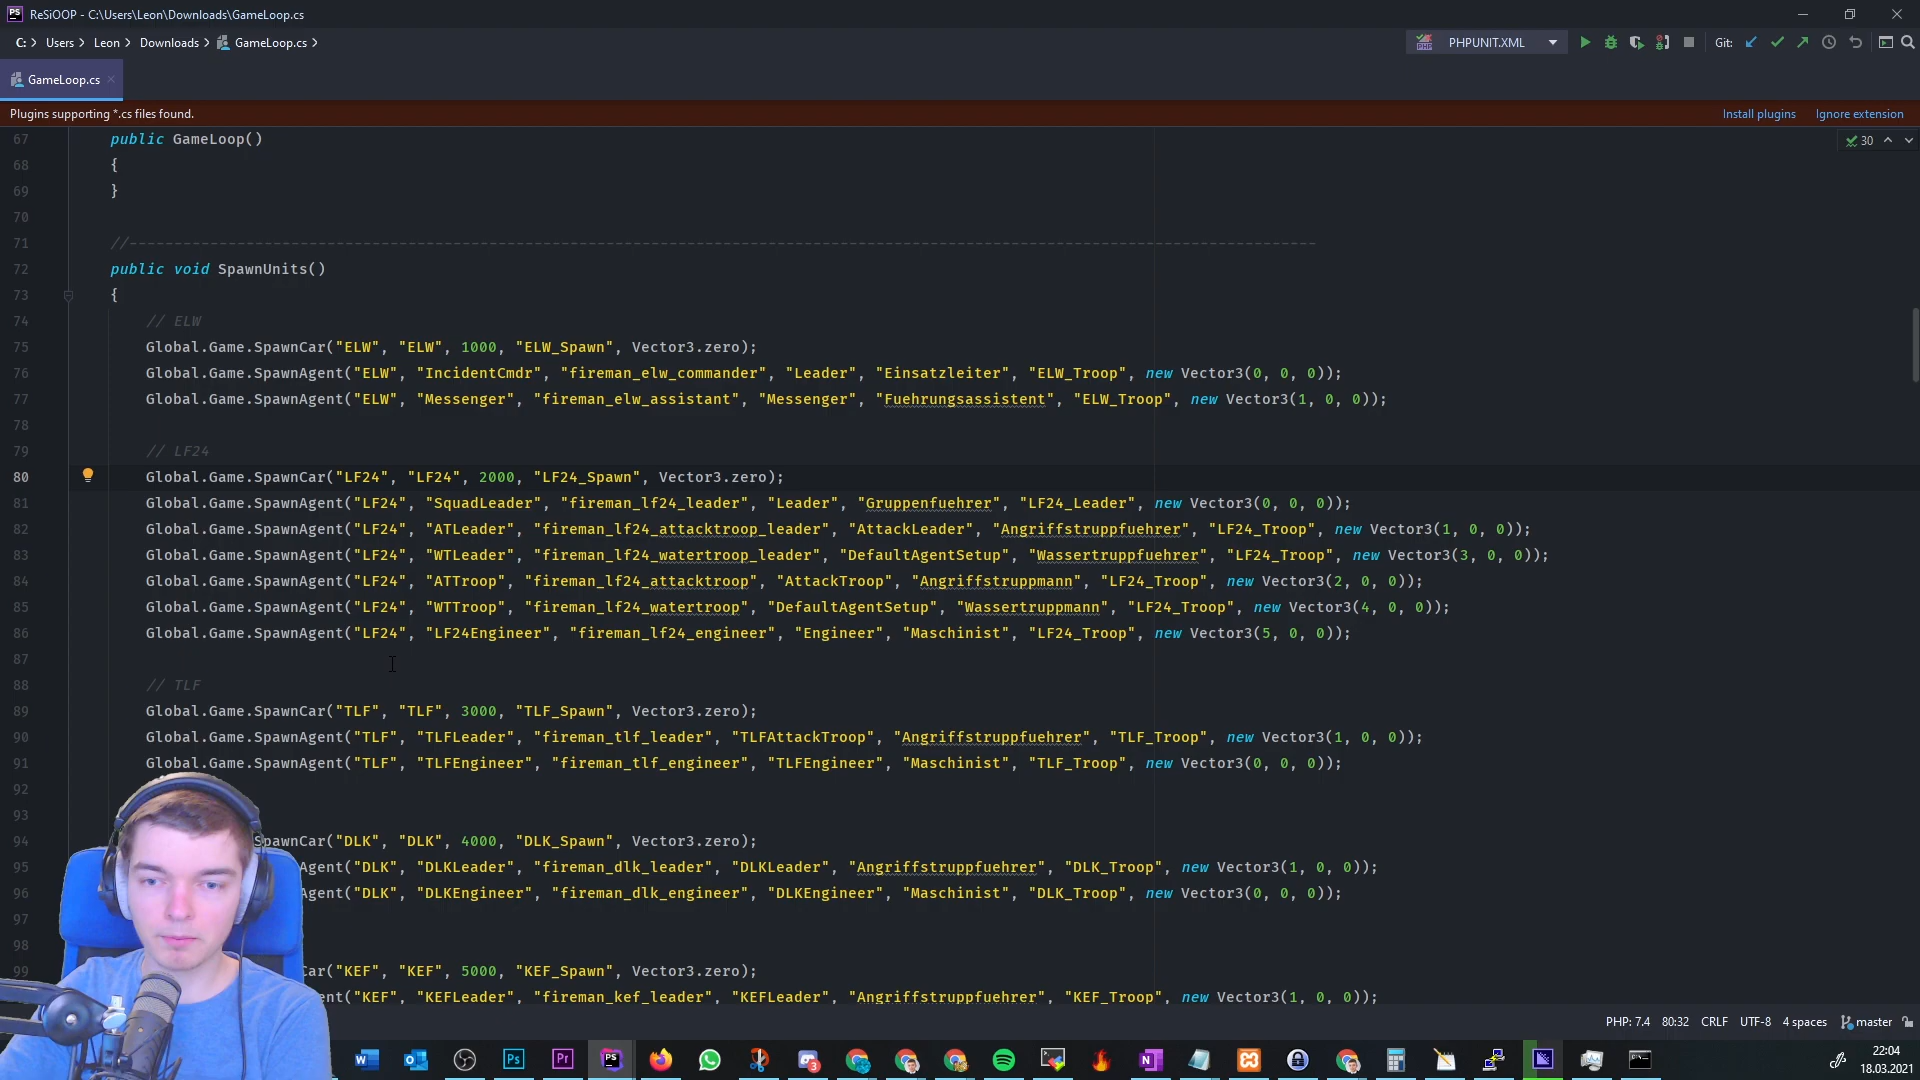 PS ReSiOOP - C:\Users\Leon\Downloads\GameLoop.cs
C: > Users > Leon > Downloads > GameLoop.cs >
PHPUNIT.XML
Git:
GameLoop.cs
Plugins supporting *.cs files found.
Install plugins Ignore extension
30
67 public GameLoop()
68 {
69 }
70
71 //------------------------------------------------------------------------------------------------------------------------------------
72 public void SpawnUnits()
73 {
74 // ELW
75 Global.Game.SpawnCar("ELW", "ELW", 1000, "ELW_Spawn", Vector3.zero);
76 Global.Game.SpawnAgent("ELW", "IncidentCmdr", "fireman_elw_commander", "Leader", "Einsatzleiter", "ELW_Troop", new Vector3(0, 0, 0));
77 Global.Game.SpawnAgent("ELW", "Messenger", "fireman_elw_assistant", "Messenger", "Fuehrungsassistent", "ELW_Troop", new Vector3(1, 0, 0));
78
79 // LF24
80 Global.Game.SpawnCar("LF24", "LF24", 2000, "LF24_Spawn", Vector3.zero);
81 Global.Game.SpawnAgent("LF24", "SquadLeader", "fireman_lf24_leader", "Leader", "Gruppenfuehrer", "LF24_Leader", new Vector3(0, 0, 0));
82 Global.Game.SpawnAgent("LF24", "ATLeader", "fireman_lf24_attacktroop_leader", "AttackLeader", "Angriffstruppfuehrer", "LF24_Troop", new Vector3(1, 0, 0));
83 Global.Game.SpawnAgent("LF24", "WTLeader", "fireman_lf24_watertroop_leader", "DefaultAgentSetup", "Wassertruppfuehrer", "LF24_Troop", new Vector3(3, 0, 0));
84 Global.Game.SpawnAgent("LF24", "ATTroop", "fireman_lf24_attacktroop", "AttackTroop", "Angriffstruppmann", "LF24_Troop", new Vector3(2, 0, 0));
85 Global.Game.SpawnAgent("LF24", "WTTroop", "fireman_lf24_watertroop", "DefaultAgentSetup", "Wassertruppmann", "LF24_Troop", new Vector3(4, 0, 0));
86 Global.Game.SpawnAgent("LF24", "LF24Engineer", "fireman_lf24_engineer", "Engineer", "Maschinist", "LF24_Troop", new Vector3(5, 0, 0));
87
88 // TLF
89 Global.Game.SpawnCar("TLF", "TLF", 3000, "TLF_Spawn", Vector3.zero);
90 Global.Game.SpawnAgent("TLF", "TLFLeader", "fireman_tlf_leader", "TLFAttackTroop", "Angriffstruppfuehrer", "TLF_Troop", new Vector3(1, 0, 0));
91 Global.Game.SpawnAgent("TLF", "TLFEngineer", "fireman_tlf_engineer", "TLFEngineer", "Maschinist", "TLF_Troop", new Vector3(0, 0, 0));
92
93
94 SpawnCar("DLK", "DLK", 4000, "DLK_Spawn", Vector3.zero);
95 Agent("DLK", "DLKLeader", "fireman_dlk_leader", "DLKLeader", "Angriffstruppfuehrer", "DLK_Troop", new Vector3(1, 0, 0));
96 Agent("DLK", "DLKEngineer", "fireman_dlk_engineer", "DLKEngineer", "Maschinist", "DLK_Troop", new Vector3(0, 0, 0));
97
98
99 Car("KEF", "KEF", 5000, "KEF_Spawn", Vector3.zero);
ent("KEF", "KEFLeader", "fireman_kef_leader", "KEFLeader", "Angriffstruppfuehrer", "KEF_Troop", new Vector3(1, 0, 0));
PHP: 7.4 80:32 CRLF UTF-8 4 spaces master
Ps Pr PS 3 22:04
18.03.2021